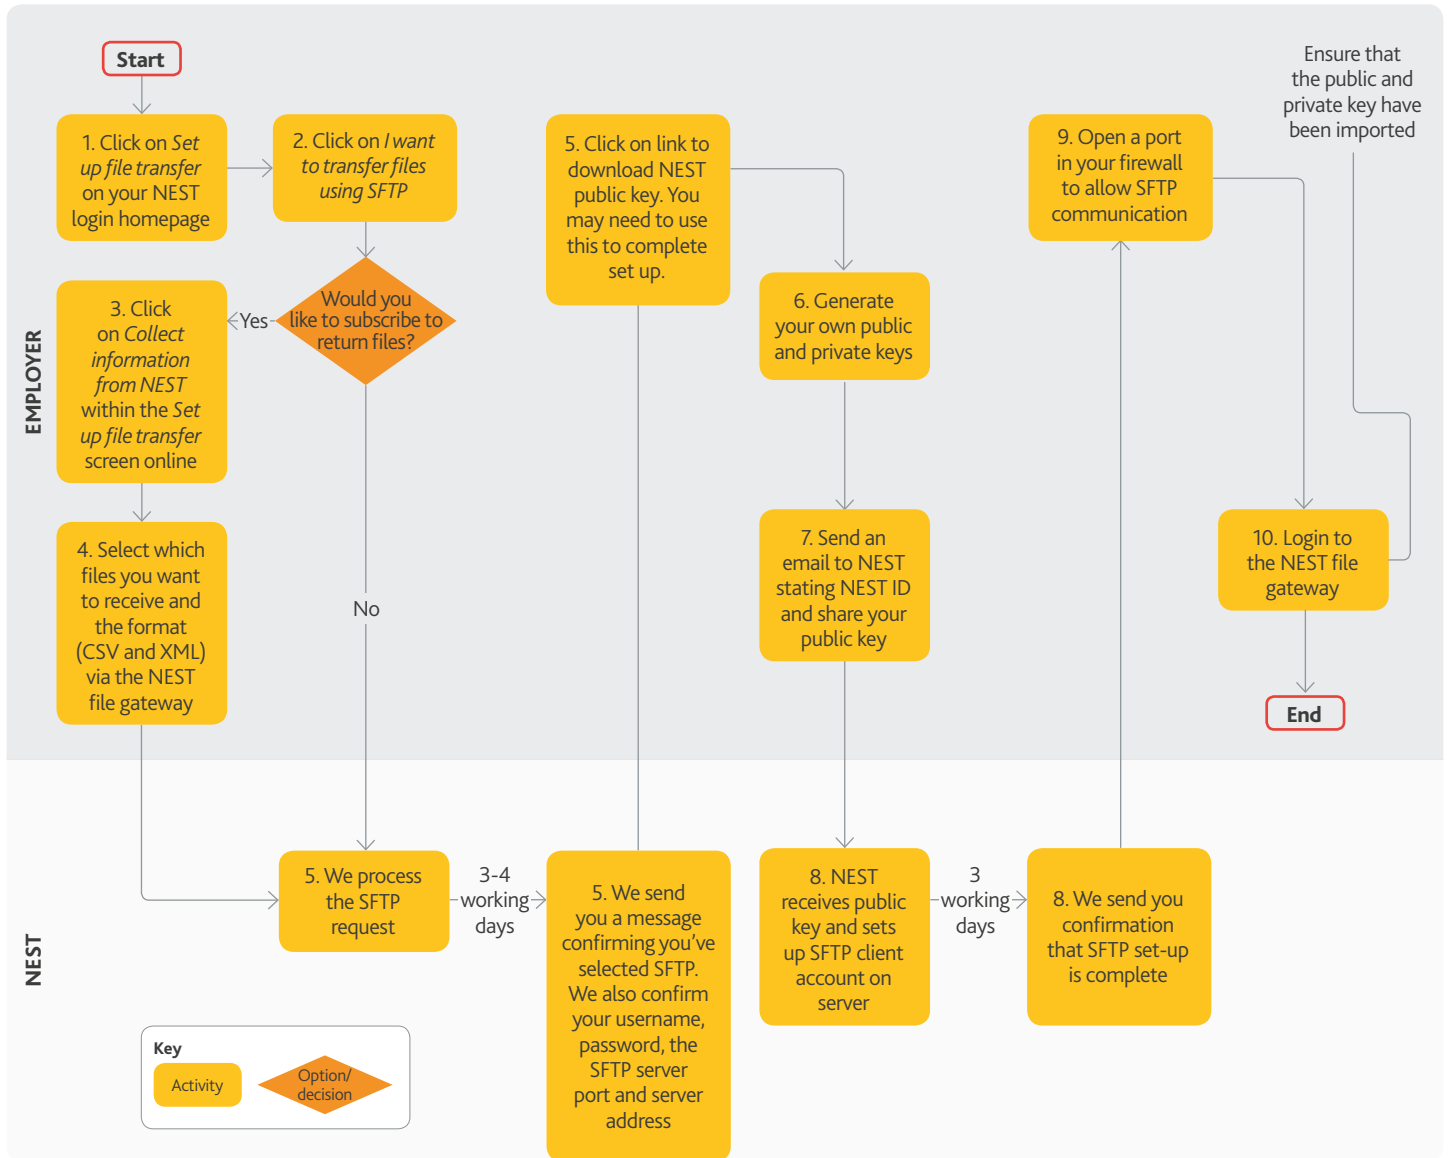 Start
1. Click on Set
up file transfer
on your NEST
login homepage
2. Click on I want
to transfer files
using SFTP
Would you
like to subscribe to
return files?
Yes
No
3. Click
on Collect
information
from NEST
within the Set
up file transfer
screen online
4. Select which
files you want
to receive and
the format
(CSV and XML)
via the NEST
file gateway
5. We process
the SFTP
request
3-4
working
days
5. We send
you a message
confirming you’ve
selected SFTP.
We also confirm
your username,
password, the
SFTP server
port and server
address
5. Click on link to
download NEST
public key. You
may need to use
this to complete
set up.
6. Generate
your own public
and private keys
7. Send an
email to NEST
stating NEST ID
and share your
public key
8. NEST
receives public
key and sets
up SFTP client
account on
server
3
working
days
8. We send you
confirmation
that SFTP set-up
is complete
9. Open a port
in your firewall
to allow SFTP
communication
10. Login to
the NEST file
gateway
Ensure that
the public and
private key have
been imported
End
EMPLOYER
NEST
Key
Activity
Option/
decision